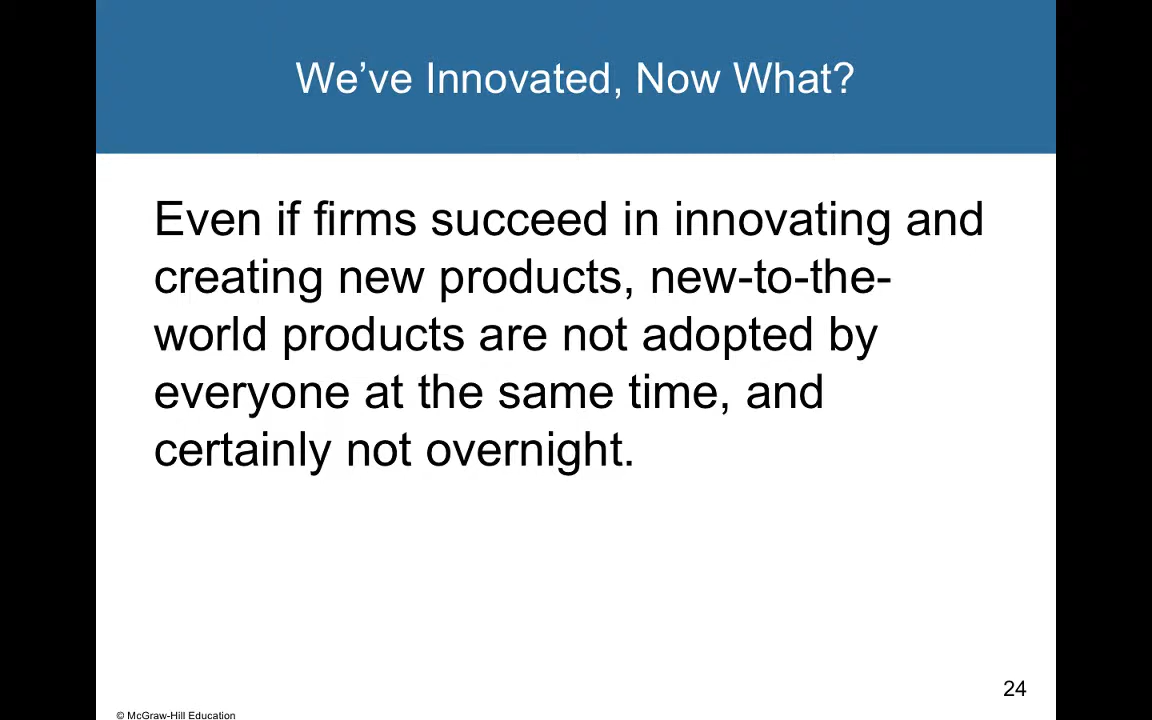 We’ve Innovated, Now What?
Even if firms succeed in innovating and
creating new products, new-to-the-
world products are not adopted by
everyone at the same time, and
certainly not overnight.
24
© McGraw-Hill Education